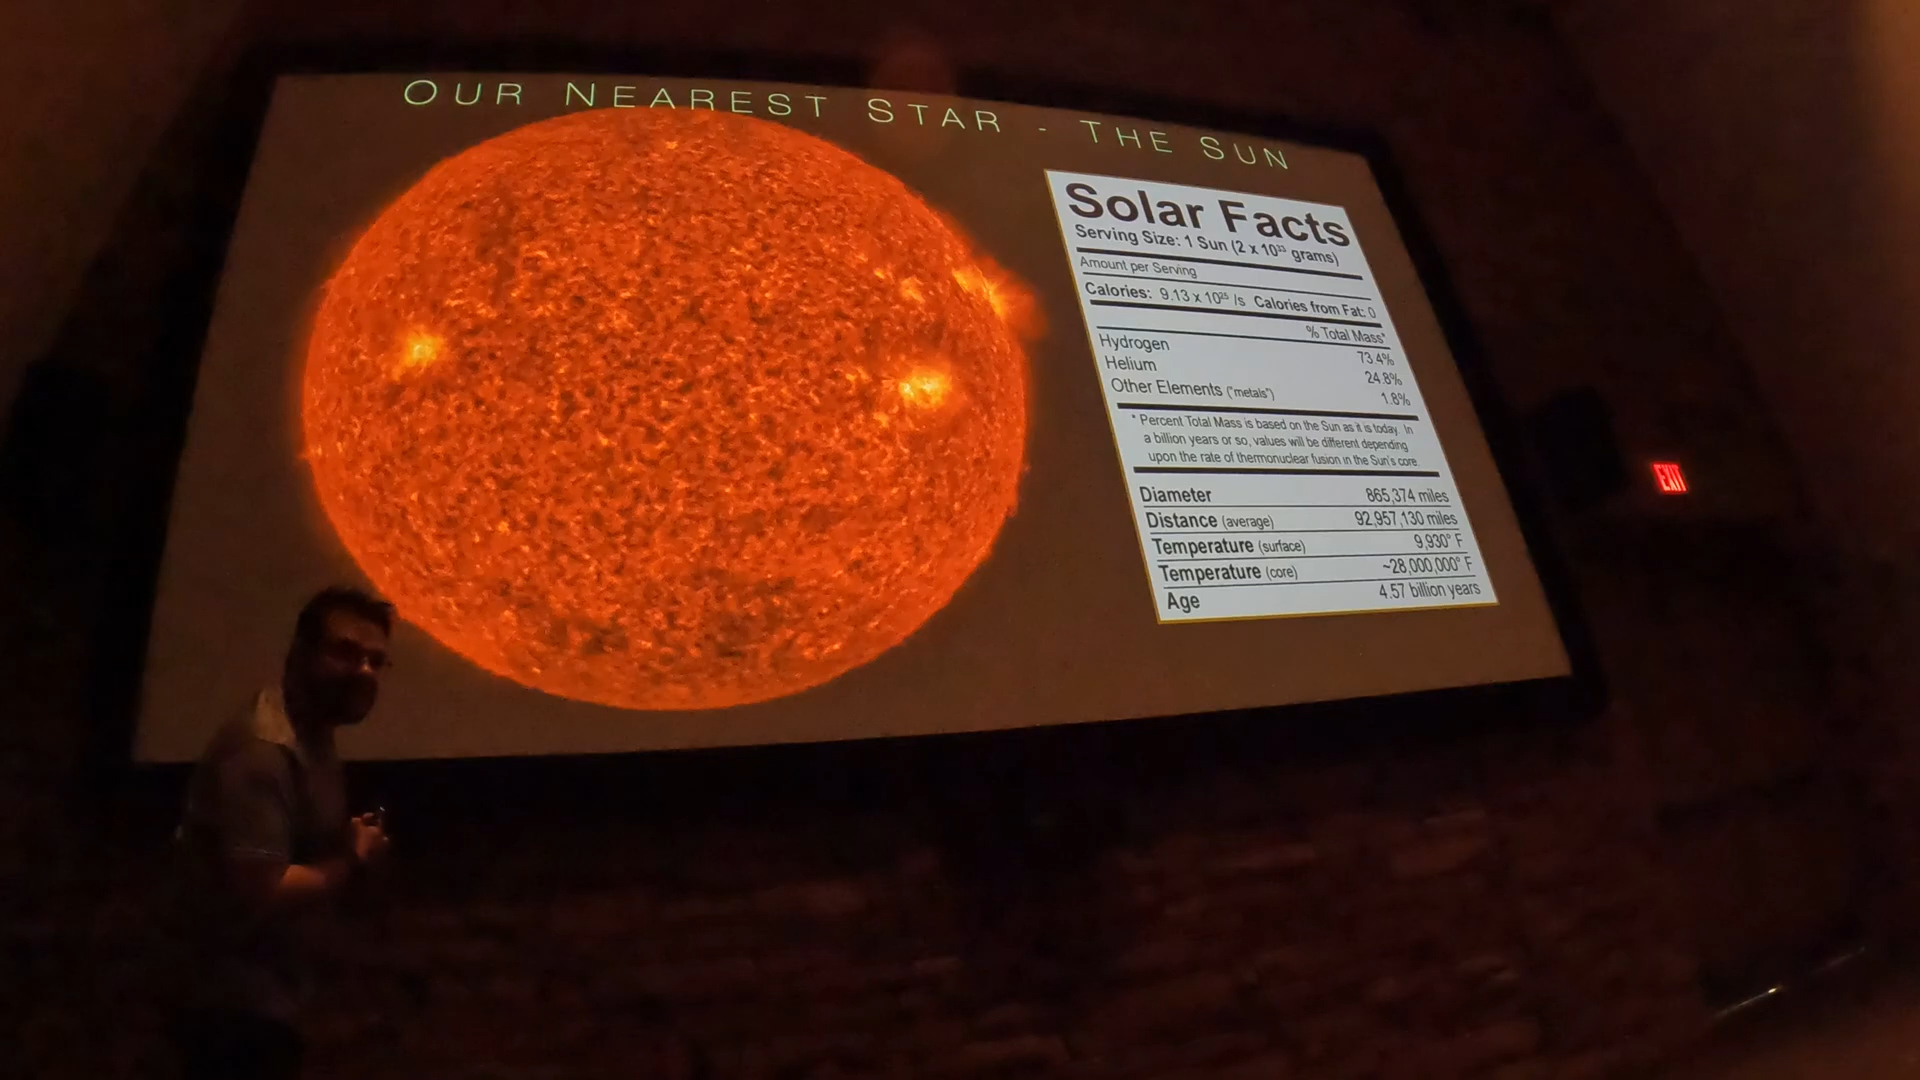 OUR NEAREST STAR - THE SUN
Solar Facts
Serving Size: 1 Sun (2 x 10³³ grams)
Amount per Serving
Calories: 9.13 x 10²⁵ /s Calories from Fat: 0
% Total Mass*
Hydrogen 73.4%
Helium 24.8%
Other Elements ("metals") 1.8%
* Percent Total Mass is based on the Sun as it is today. In
a billion years or so, values will be different depending
upon the rate of thermonuclear fusion in the Sun's core.
Diameter 865,374 miles
Distance (average) 92,957,130 miles
Temperature (surface) 9,930° F
Temperature (core) ~28,000,000° F
Age 4.57 billion years
EXIT